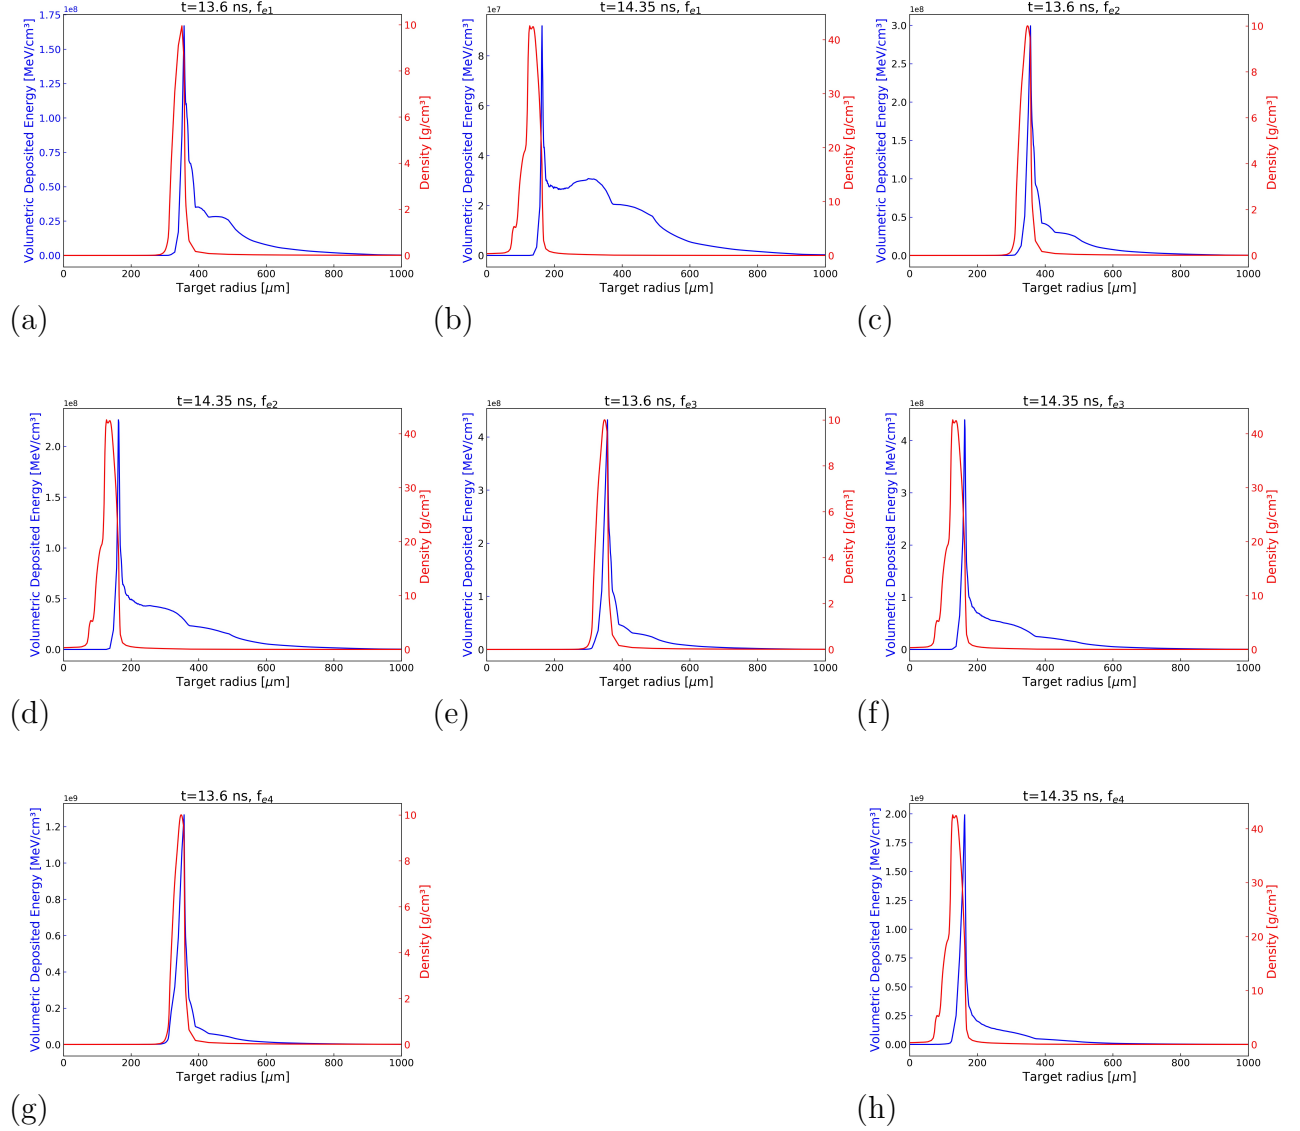 t=13.6 ns, f_e1
1e8
Volumetric Deposited Energy [MeV/cm³]
1.75
1.50
1.25
1.00
0.75
0.50
0.25
0.00
10
8
6
4
2
0
Density [g/cm³]
0 200 400 600 800 1000
Target radius [μm]
(a)
t=14.35 ns, f_e1
1e7
Volumetric Deposited Energy [MeV/cm³]
8
6
4
2
0
40
30
20
10
0
Density [g/cm³]
0 200 400 600 800 1000
Target radius [μm]
(b)
t=13.6 ns, f_e2
1e8
Volumetric Deposited Energy [MeV/cm³]
3.0
2.5
2.0
1.5
1.0
0.5
0.0
10
8
6
4
2
0
Density [g/cm³]
0 200 400 600 800 1000
Target radius [μm]
(c)
t=14.35 ns, f_e2
1e8
Volumetric Deposited Energy [MeV/cm³]
2.0
1.5
1.0
0.5
0.0
40
30
20
10
0
Density [g/cm³]
0 200 400 600 800 1000
Target radius [μm]
(d)
t=13.6 ns, f_e3
1e8
Volumetric Deposited Energy [MeV/cm³]
4
3
2
1
0
10
8
6
4
2
0
Density [g/cm³]
0 200 400 600 800 1000
Target radius [μm]
(e)
t=14.35 ns, f_e3
1e8
Volumetric Deposited Energy [MeV/cm³]
4
3
2
1
0
40
30
20
10
0
Density [g/cm³]
0 200 400 600 800 1000
Target radius [μm]
(f)
t=13.6 ns, f_e4
1e9
Volumetric Deposited Energy [MeV/cm³]
1.2
1.0
0.8
0.6
0.4
0.2
0.0
10
8
6
4
2
0
Density [g/cm³]
0 200 400 600 800 1000
Target radius [μm]
(g)
t=14.35 ns, f_e4
1e9
Volumetric Deposited Energy [MeV/cm³]
2.00
1.75
1.50
1.25
1.00
0.75
0.50
0.25
0.00
40
30
20
10
0
Density [g/cm³]
0 200 400 600 800 1000
Target radius [μm]
(h)